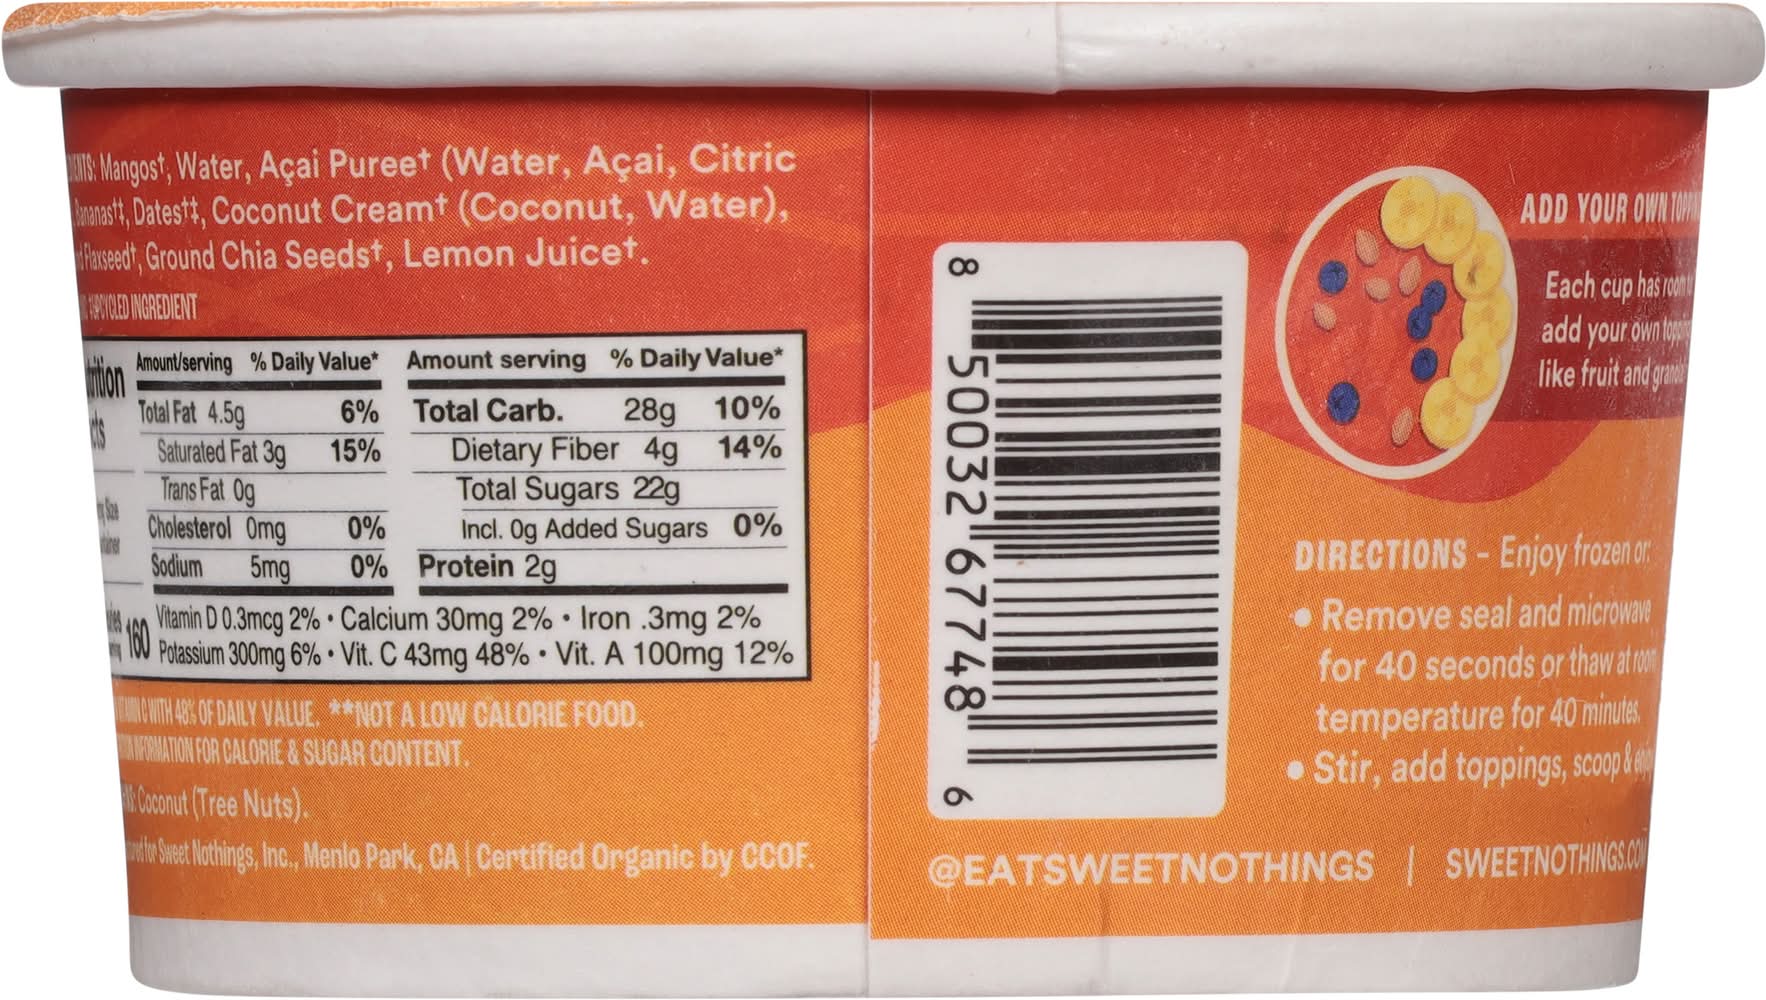 Mangos†, Water, Açai Puree† (Water, Açai, Citric
Bananas†‡, Dates†‡, Coconut Cream† (Coconut, Water),
Flaxseed†, Ground Chia Seeds†, Lemon Juice†.
‡UPCYCLED INGREDIENT
Amount/serving % Daily Value*
Total Fat 4.5g 6%
Saturated Fat 3g 15%
Trans Fat 0g
Cholesterol 0mg 0%
Sodium 5mg 0%
Amount serving % Daily Value*
Total Carb. 28g 10%
Dietary Fiber 4g 14%
Total Sugars 22g
Incl. 0g Added Sugars 0%
Protein 2g
160
Vitamin D 0.3mcg 2% • Calcium 30mg 2% • Iron .3mg 2%
Potassium 300mg 6% • Vit. C 43mg 48% • Vit. A 100mg 12%
C WITH 48% OF DAILY VALUE. **NOT A LOW CALORIE FOOD.
INFORMATION FOR CALORIE & SUGAR CONTENT.
Coconut (Tree Nuts).
for Sweet Nothings, Inc., Menlo Park, CA | Certified Organic by CCOF.
8 50032 67748 6
ADD YOUR OWN
Each cup has room
add your own
like fruit and
DIRECTIONS - Enjoy frozen or:
• Remove seal and microwave
for 40 seconds or thaw at room
temperature for 40 minutes.
• Stir, add toppings, scoop &
@EATSWEETNOTHINGS | SWEETNOTHINGS.CO